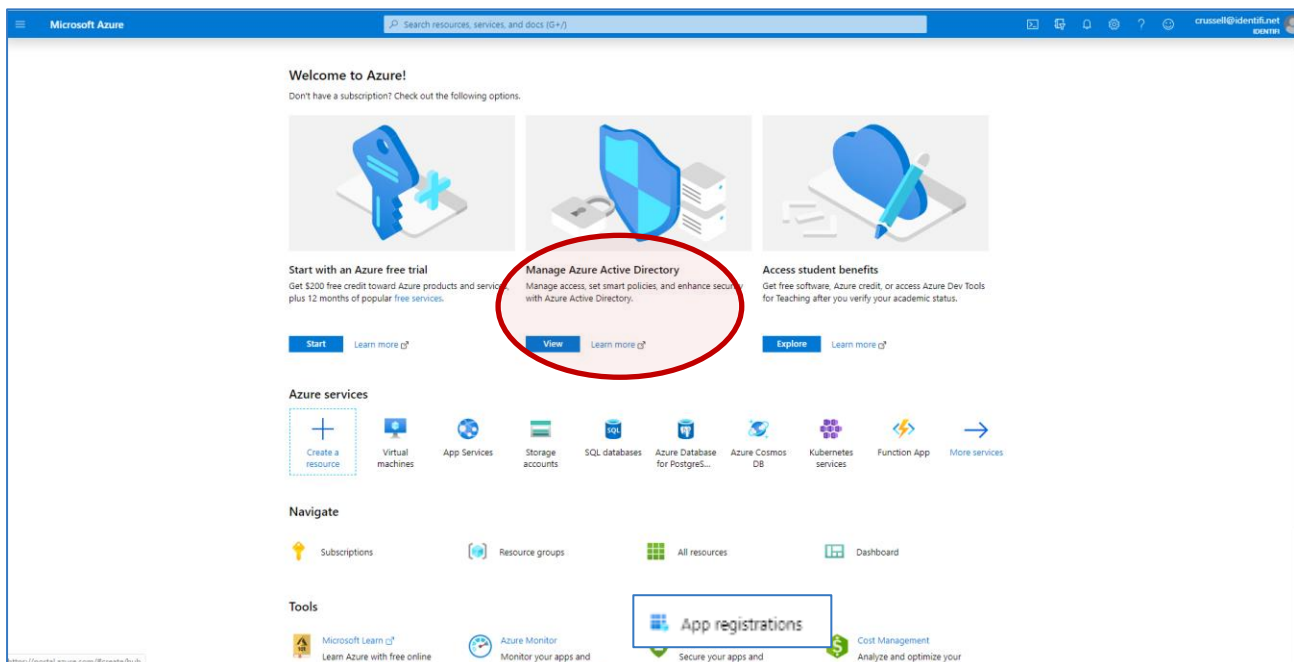 Microsoft Azure
Search resources, services, and docs (G+/)
crussell@identifi.net
IDENTIFI
Welcome to Azure!
Don't have a subscription? Check out the following options.
Start with an Azure free trial
Get $200 free credit toward Azure products and services,
plus 12 months of popular free services.
Start
Learn more
Manage Azure Active Directory
Manage access, set smart policies, and enhance security
with Azure Active Directory.
View
Learn more
Access student benefits
Get free software, Azure credit, or access Azure Dev Tools
for Teaching after you verify your academic status.
Explore
Learn more
Azure services
Create a
resource
Virtual
machines
App Services
Storage
accounts
SQL
SQL databases
Azure Database
for PostgreS...
Azure Cosmos
DB
Kubernetes
services
Function App
More services
Navigate
Subscriptions
Resource groups
All resources
Dashboard
Tools
App registrations
Microsoft Learn
Learn Azure with free online
Azure Monitor
Monitor your apps and
Secure your apps and
Cost Management
Analyze and optimize your